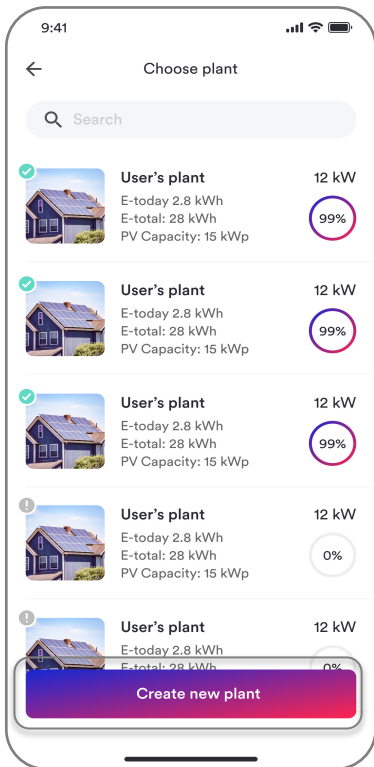 9:41
Choose plant
Search
User's plant 12 kW
E-today 2.8 kWh
E-total: 28 kWh 99%
PV Capacity: 15 kWp
User's plant 12 kW
E-today 2.8 kWh
E-total: 28 kWh 99%
PV Capacity: 15 kWp
User's plant 12 kW
E-today 2.8 kWh
E-total: 28 kWh 99%
PV Capacity: 15 kWp
User's plant 12 kW
E-today 2.8 kWh
E-total: 28 kWh 0%
PV Capacity: 15 kWp
User's plant 12 kW
E-today 2.8 kWh
E-total: 28 kWh 0%
Create new plant